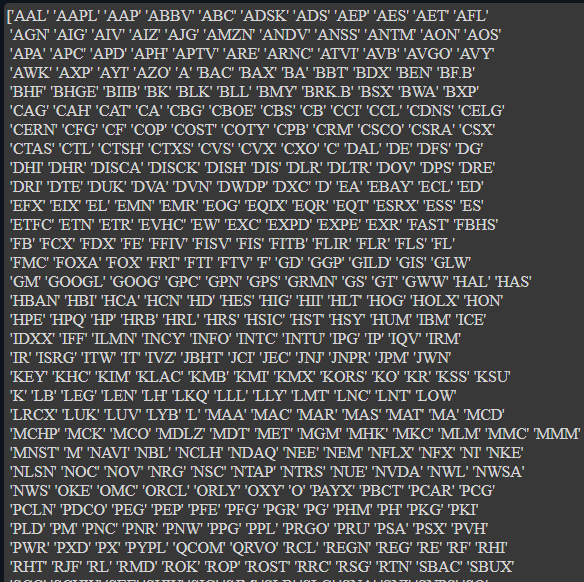 ['AAL' 'AAPL' 'AAP' 'ABBV' 'ABC' 'ADSK' 'ADS' 'AEP' 'AES' 'AET' 'AFL'
'AGN' 'AIG' 'AIV' 'AIZ' 'AJG' 'AMZN' 'ANDV' 'ANSS' 'ANTM' 'AON' 'AOS'
'APA' 'APC' 'APD' 'APH' 'APTV' 'ARE' 'ARNC' 'ATVI' 'AVB' 'AVGO' 'AVY'
'AWK' 'AXP' 'AYI' 'AZO' 'A' 'BAC' 'BAX' 'BA' 'BBT' 'BDX' 'BEN' 'BF.B'
'BHF' 'BHGE' 'BIIB' 'BK' 'BLK' 'BLL' 'BMY' 'BRK.B' 'BSX' 'BWA' 'BXP'
'CAG' 'CAH' 'CAT' 'CA' 'CBG' 'CBOE' 'CBS' 'CB' 'CCI' 'CCL' 'CDNS' 'CELG'
'CERN' 'CFG' 'CF' 'COP' 'COST' 'COTY' 'CPB' 'CRM' 'CSCO' 'CSRA' 'CSX'
'CTAS' 'CTL' 'CTSH' 'CTXS' 'CVS' 'CVX' 'CXO' 'C' 'DAL' 'DE' 'DFS' 'DG'
'DHI' 'DHR' 'DISCA' 'DISCK' 'DISH' 'DIS' 'DLR' 'DLTR' 'DOV' 'DPS' 'DRE'
'DRI' 'DTE' 'DUK' 'DVA' 'DVN' 'DWDP' 'DXC' 'D' 'EA' 'EBAY' 'ECL' 'ED'
'EFX' 'EIX' 'EL' 'EMN' 'EMR' 'EOG' 'EQIX' 'EQR' 'EQT' 'ESRX' 'ESS' 'ES'
'ETFC' 'ETN' 'ETR' 'EVHC' 'EW' 'EXC' 'EXPD' 'EXPE' 'EXR' 'FAST' 'FBHS'
'FB' 'FCX' 'FDX' 'FE' 'FFIV' 'FISV' 'FIS' 'FITB' 'FLIR' 'FLR' 'FLS' 'FL'
'FMC' 'FOXA' 'FOX' 'FRT' 'FTI' 'FTV' 'F' 'GD' 'GGP' 'GILD' 'GIS' 'GLW'
'GM' 'GOOGL' 'GOOG' 'GPC' 'GPN' 'GPS' 'GRMN' 'GS' 'GT' 'GWW' 'HAL' 'HAS'
'HBAN' 'HBI' 'HCA' 'HCN' 'HD' 'HES' 'HIG' 'HII' 'HLT' 'HOG' 'HOLX' 'HON'
'HPE' 'HPQ' 'HP' 'HRB' 'HRL' 'HRS' 'HSIC' 'HST' 'HSY' 'HUM' 'IBM' 'ICE'
'IDXX' 'IFF' 'ILMN' 'INCY' 'INFO' 'INTC' 'INTU' 'IPG' 'IP' 'IQV' 'IRM'
'IR' 'ISRG' 'ITW' 'IT' 'IVZ' 'JBHT' 'JCI' 'JEC' 'JNJ' 'JNPR' 'JPM' 'JWN'
'KEY' 'KHC' 'KIM' 'KLAC' 'KMB' 'KMI' 'KMX' 'KORS' 'KO' 'KR' 'KSS' 'KSU'
'K' 'LB' 'LEG' 'LEN' 'LH' 'LKQ' 'LLL' 'LLY' 'LMT' 'LNC' 'LNT' 'LOW'
'LRCX' 'LUK' 'LUV' 'LYB' 'L' 'MAA' 'MAC' 'MAR' 'MAS' 'MAT' 'MA' 'MCD'
'MCHP' 'MCK' 'MCO' 'MDLZ' 'MDT' 'MET' 'MGM' 'MHK' 'MKC' 'MLM' 'MMC' 'MMM'
'MNST' 'M' 'NAVI' 'NBL' 'NCLH' 'NDAQ' 'NEE' 'NEM' 'NFLX' 'NFX' 'NI' 'NKE'
'NLSN' 'NOC' 'NOV' 'NRG' 'NSC' 'NTAP' 'NTRS' 'NUE' 'NVDA' 'NWL' 'NWSA'
'NWS' 'OKE' 'OMC' 'ORCL' 'ORLY' 'OXY' 'O' 'PAYX' 'PBCT' 'PCAR' 'PCG'
'PCLN' 'PDCO' 'PEG' 'PEP' 'PFE' 'PFG' 'PGR' 'PG' 'PHM' 'PH' 'PKG' 'PKI'
'PLD' 'PM' 'PNC' 'PNR' 'PNW' 'PPG' 'PPL' 'PRGO' 'PRU' 'PSA' 'PSX' 'PVH'
'PWR' 'PXD' 'PX' 'PYPL' 'QCOM' 'QRVO' 'RCL' 'REGN' 'REG' 'RE' 'RF' 'RHI'
'RHT' 'RJF' 'RL' 'RMD' 'ROK' 'ROP' 'ROST' 'RRC' 'RSG' 'RTN' 'SBAC' 'SBUX'